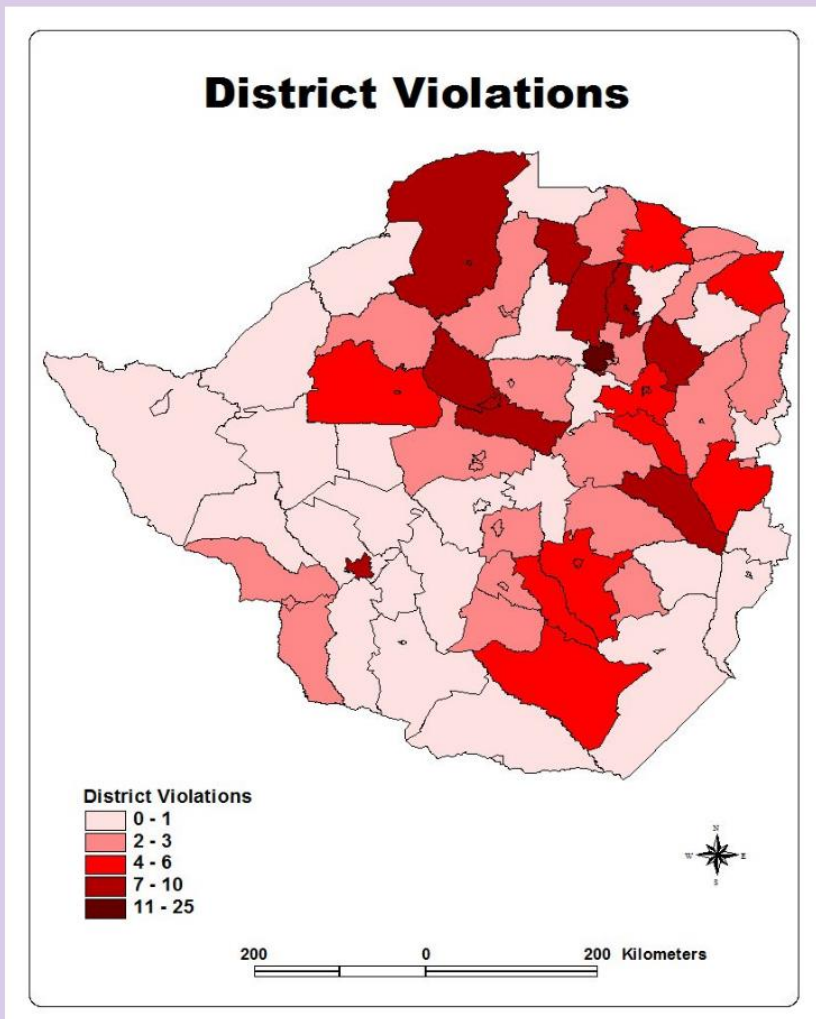 District Violations
District Violations
0 - 1
2 - 3
4 - 6
7 - 10
11 - 25
N
W E
S
200 0 200 Kilometers